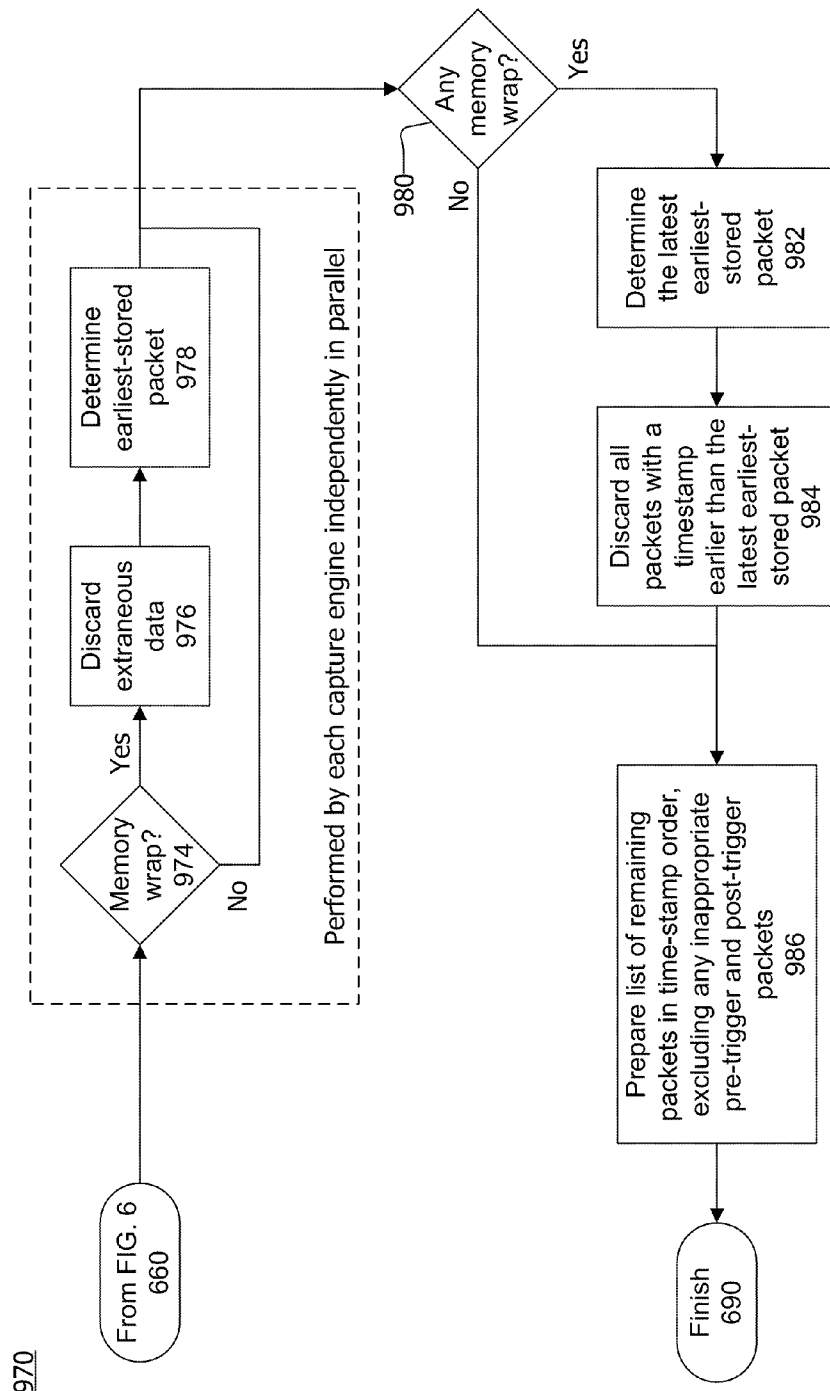 970
From FIG. 6
660
Memory
wrap?
974
Yes
No
Discard
extraneous
data
976
Determine
earliest-stored
packet
978
Performed by each capture engine independently in parallel
980
Any
memory
wrap?
No
Yes
Determine
the latest
earliest-
stored
packet
982
Discard all
packets with a
timestamp
earlier than the
latest earliest-
stored packet
984
Prepare list of remaining
packets in time-stamp order,
excluding any inappropriate
pre-trigger and post-trigger
packets
986
Finish
690